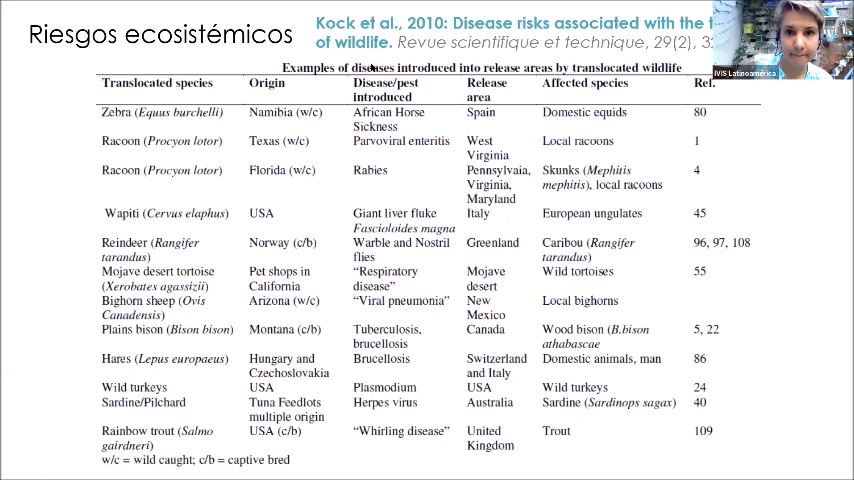 Riesgos ecosistémicos
Kock et al., 2010: Disease risks associated with the
of wildlife. Revue scientifique et technique, 29(2),
IVIS Latinoamérica
Examples of diseases introduced into release areas by translocated wildlife
Translocated species Origin Disease/pest introduced Release area Affected species Ref.
Zebra (Equus burchelli) Namibia (w/c) African Horse Sickness Spain Domestic equids 80
Racoon (Procyon lotor) Texas (w/c) Parvoviral enteritis West Virginia Local racoons 1
Racoon (Procyon lotor) Florida (w/c) Rabies Pennsylvaia, Virginia, Maryland Skunks (Mephitis mephitis), local racoons 4
Wapiti (Cervus elaphus) USA Giant liver fluke Fascioloides magna Italy European ungulates 45
Reindeer (Rangifer tarandus) Norway (c/b) Warble and Nostril flies Greenland Caribou (Rangifer tarandus) 96, 97, 108
Mojave desert tortoise (Xerobates agassizii) Pet shops in California “Respiratory disease” Mojave desert Wild tortoises 55
Bighorn sheep (Ovis Canadensis) Arizona (w/c) “Viral pneumonia” New Mexico Local bighorns
Plains bison (Bison bison) Montana (c/b) Tuberculosis, brucellosis Canada Wood bison (B.bison athabascae 5, 22
Hares (Lepus europaeus) Hungary and Czechoslovakia Brucellosis Switzerland and Italy Domestic animals, man 86
Wild turkeys USA Plasmodium USA Wild turkeys 24
Sardine/Pilchard Tuna Feedlots multiple origin Herpes virus Australia Sardine (Sardinops sagax) 40
Rainbow trout (Salmo gairdneri) USA (c/b) “Whirling disease” United Kingdom Trout 109
w/c = wild caught; c/b = captive bred